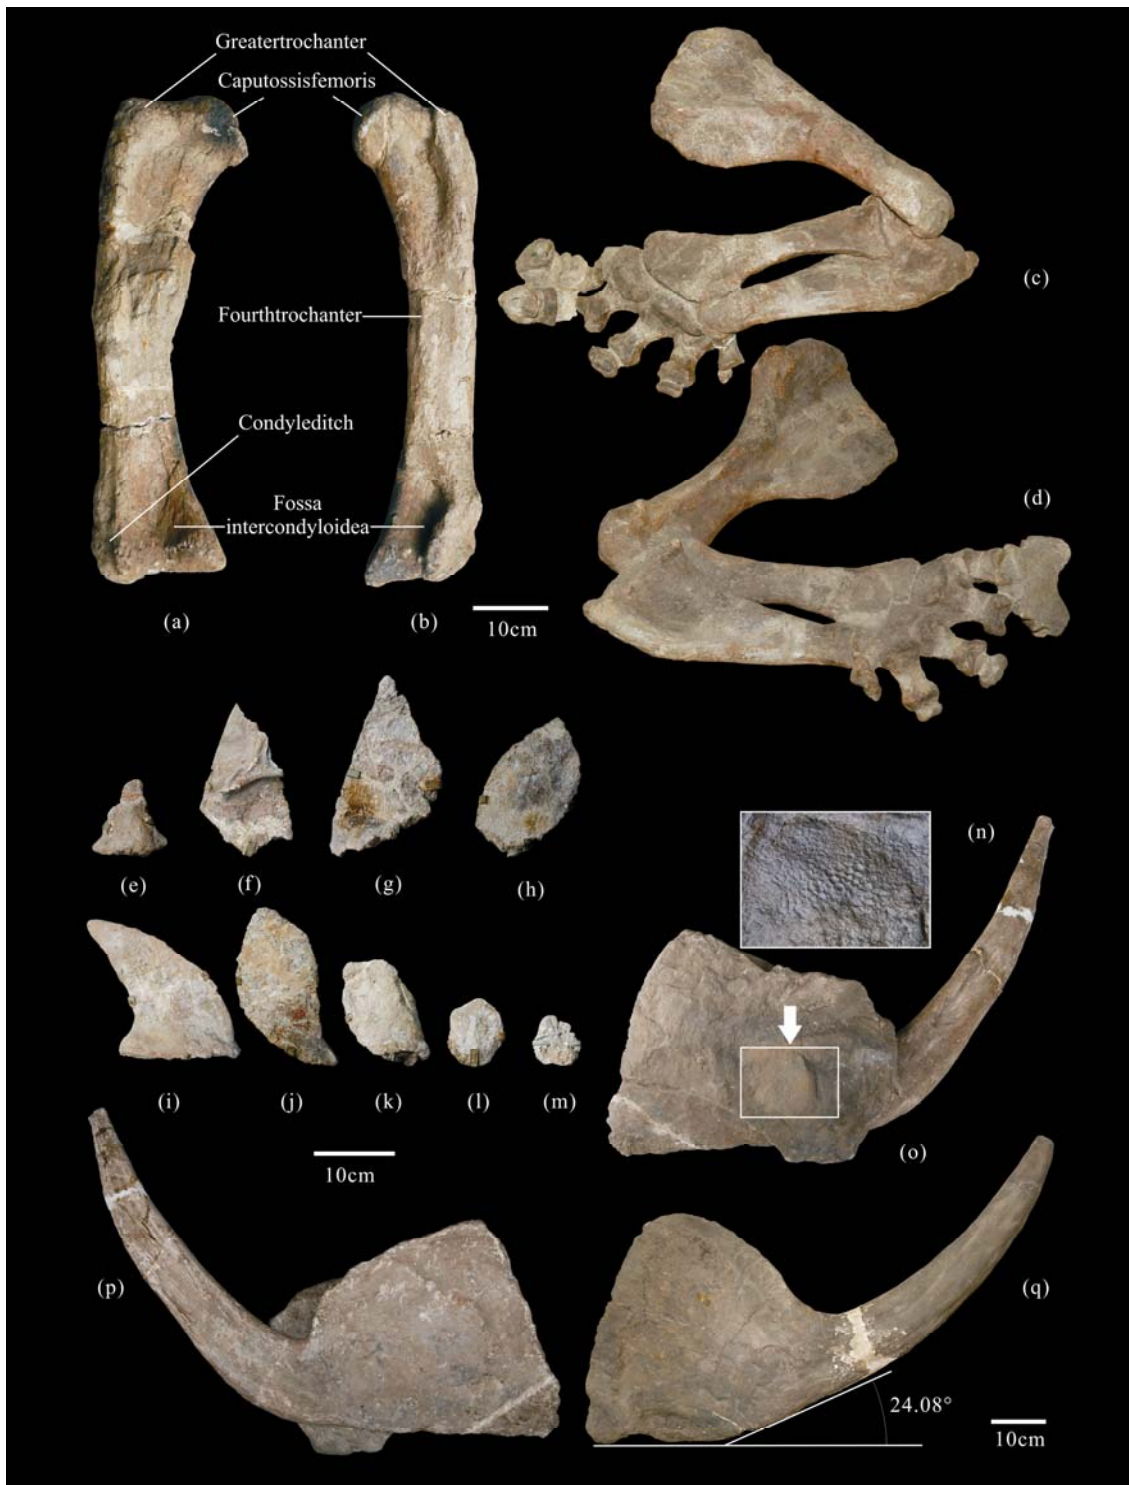 Greatertrochanter
Caputossisfemoris
(c)
Fourthtrochanter
Condyleditch
(d)
Fossa
intercondyloidea
(a)
(b)
10cm
(e)
(f)
(g)
(h)
(n)
(i)
(j)
(k)
(l)
(m)
(o)
10cm
(p)
(q)
24.08°
10cm